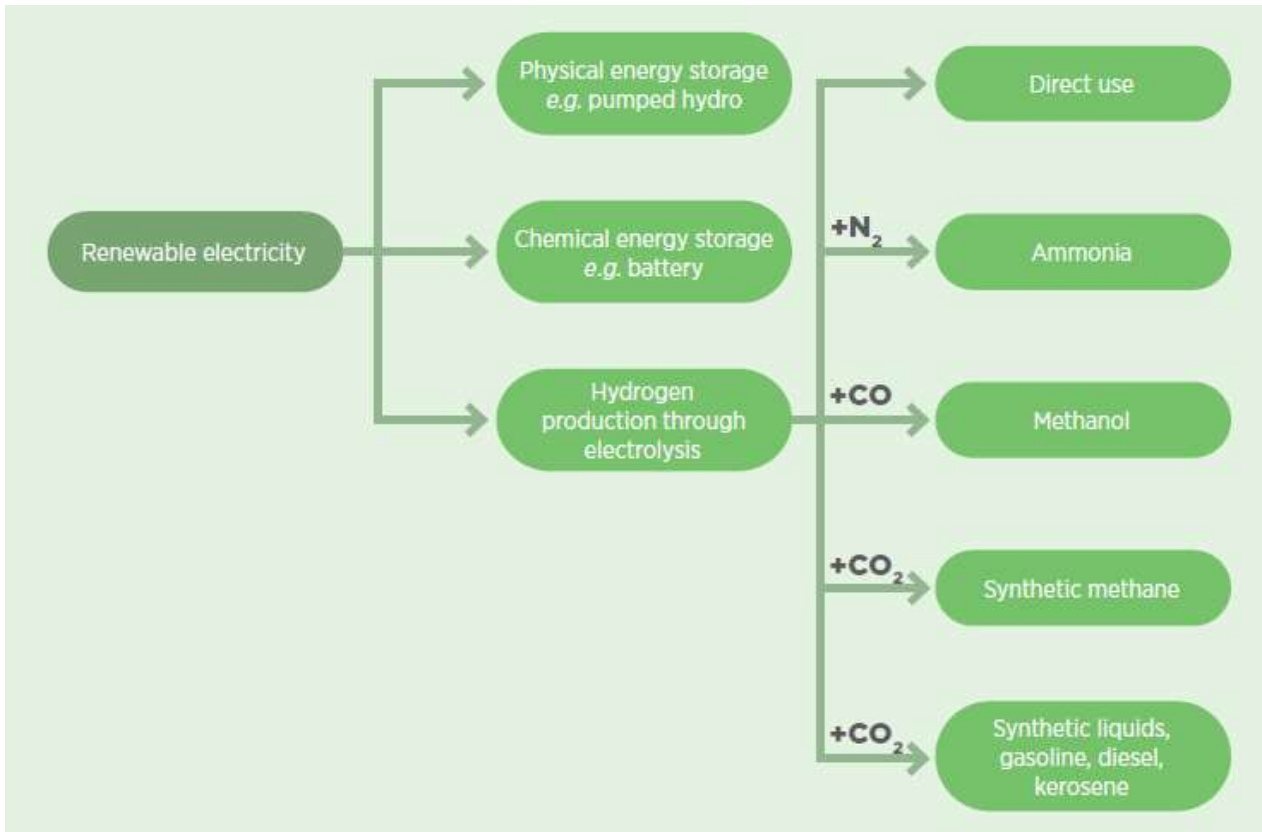 Renewable electricity
Physical energy storage
e.g. pumped hydro
Chemical energy storage
e.g. battery
Hydrogen
production through
electrolysis
Direct use
+N₂
Ammonia
+CO
Methanol
+CO₂
Synthetic methane
+CO₂
Synthetic liquids,
gasoline, diesel,
kerosene